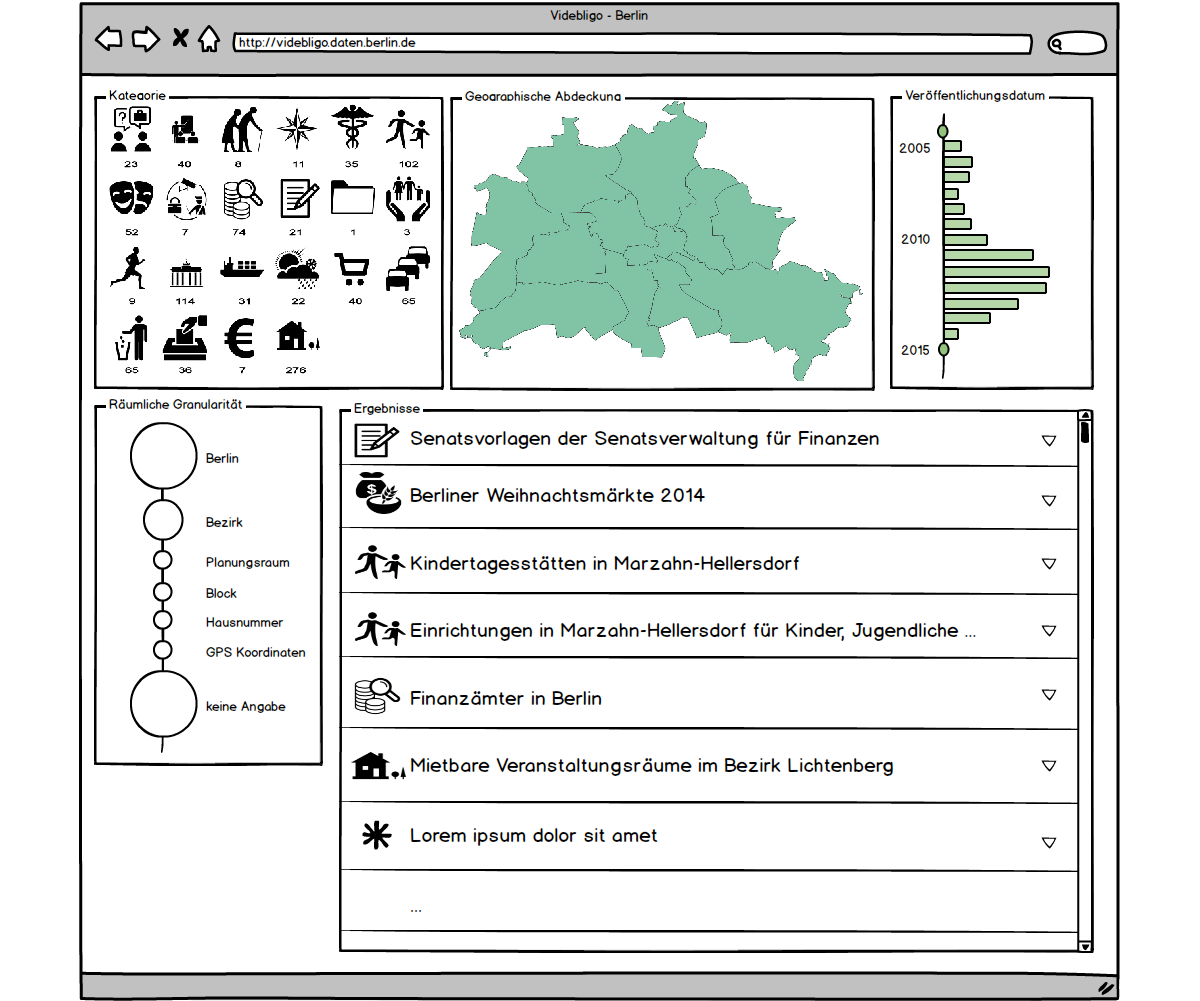 Videbligo - Berlin
http://videbligo.daten.berlin.de
Kategorie
?
23 40 8 11 35 102
52 7 74 21 1 3
9 114 31 22 40 65
€
65 36 7 276
Geographische Abdeckung
Veröffentlichungsdatum
2005
2010
2015
Räumliche Granularität
Berlin
Bezirk
Planungsraum
Block
Hausnummer
GPS Koordinaten
keine Angabe
Ergebnisse
Senatsvorlagen der Senatsverwaltung für Finanzen
$
Berliner Weihnachtsmärkte 2014
Kindertagesstätten in Marzahn-Hellersdorf
Einrichtungen in Marzahn-Hellersdorf für Kinder, Jugendliche ...
Finanzämter in Berlin
Mietbare Veranstaltungsräume im Bezirk Lichtenberg
Lorem ipsum dolor sit amet
...